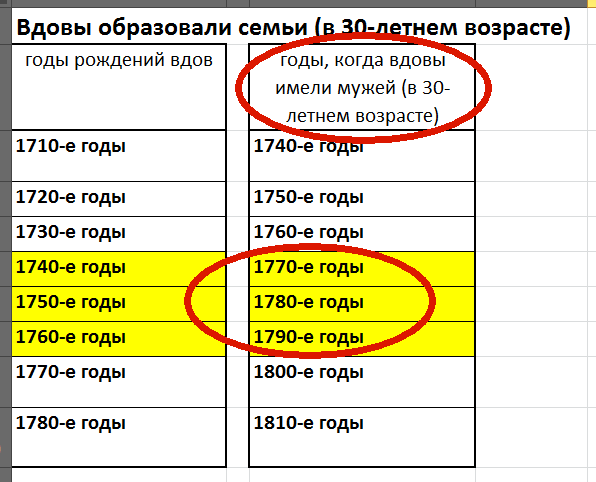 Вдовы образовали семьи (в 30-летнем возрасте)
годы рождений вдов
годы, когда вдовы
имели мужей (в 30-
летнем возрасте)
1710-е годы 1740-е годы
1720-е годы 1750-е годы
1730-е годы 1760-е годы
1740-е годы 1770-е годы
1750-е годы 1780-е годы
1760-е годы 1790-е годы
1770-е годы 1800-е годы
1780-е годы 1810-е годы